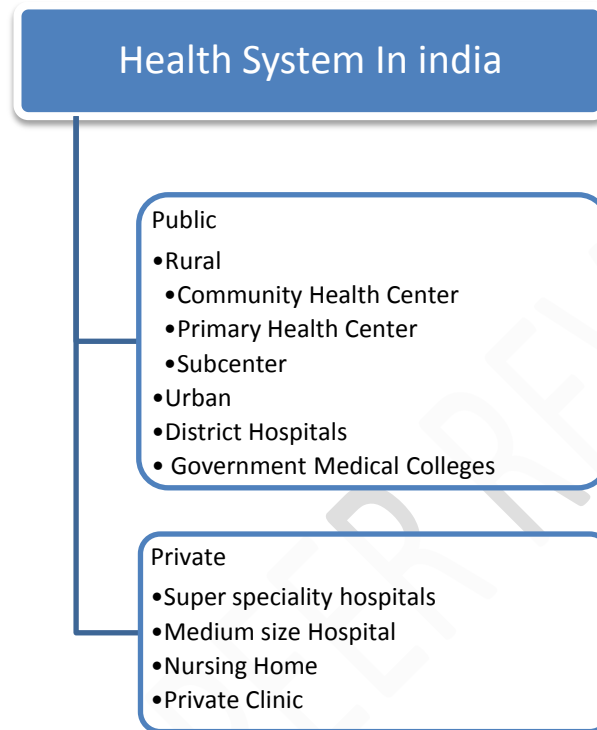 Health System In india
Public
•Rural
•Community Health Center
•Primary Health Center
•Subcenter
•Urban
•District Hospitals
• Government Medical Colleges
Private
•Super speciality hospitals
•Medium size Hospital
•Nursing Home
•Private Clinic